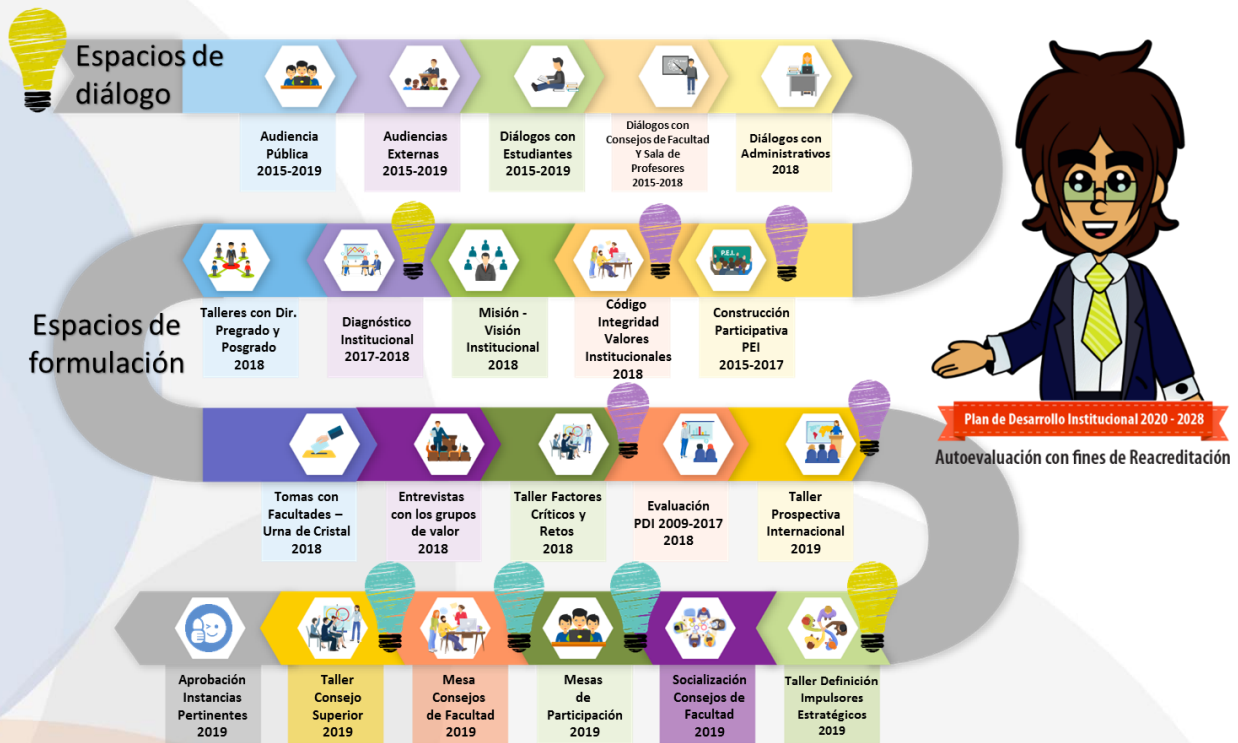 Espacios de
diálogo
Audiencia
Pública
2015-2019
Audiencias
Externas
2015-2019
Diálogos con
Estudiantes
2015-2019
Diálogos con
Consejos de Facultad
Y Sala de
Profesores
2015-2018
Diálogos con
Administrativos
2018
Espacios de
formulación
P.E.I.
Talleres con Dir.
Pregrado y
Posgrado
2018
Diagnóstico
Institucional
2017-2018
Misión -
Visión
Institucional
2018
Código
Integridad
Valores
Institucionales
2018
Construcción
Participativa
PEI
2015-2017
Plan de Desarrollo Institucional 2020 - 2028
Autoevaluación con fines de Reacreditación
Tomas con
Facultades –
Urna de Cristal
2018
Entrevistas
con los grupos
de valor
2018
Taller Factores
Críticos y
Retos
2018
Evaluación
PDI 2009-2017
2018
Taller
Prospectiva
Internacional
2019
Aprobación
Instancias
Pertinentes
2019
Taller
Consejo
Superior
2019
Mesa
Consejos
de Facultad
2019
Mesas
de
Participación
2019
Socialización
Consejos de
Facultad
2019
Taller Definición
Impulsores
Estratégicos
2019